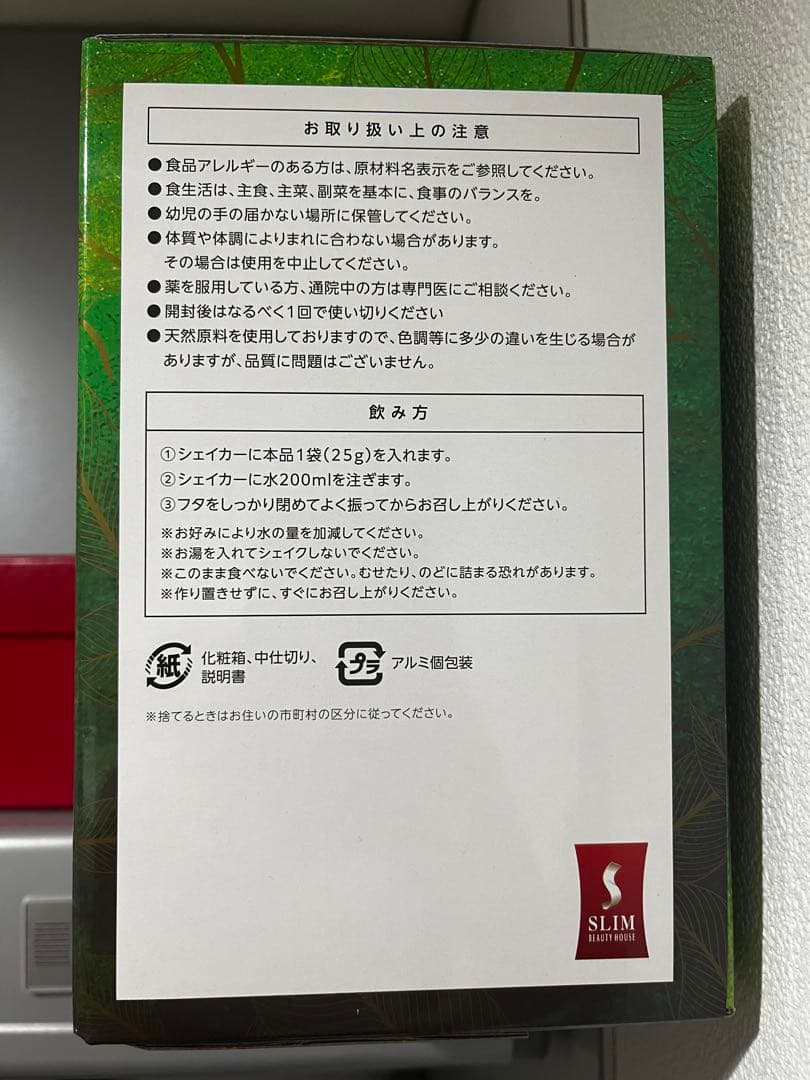 お取り扱い上の注意
●食品アレルギーのある方は、原材料名表示をご参照してください。
●食生活は、主食、主菜、副菜を基本に、食事のバランスを。
●幼児の手の届かない場所に保管してください。
●体質や体調によりまれに合わない場合があります。
その場合は使用を中止してください。
●薬を服用している方、通院中の方は専門医にご相談ください。
●開封後はなるべく1回で使い切りください
●天然原料を使用しておりますので、色調等に多少の違いを生じる場合が
ありますが、品質に問題はございません。
飲み方
①シェイカーに本品1袋(25g)を入れます。
②シェイカーに水200mlを注ぎます。
③フタをしっかり閉めてよく振ってからお召し上がりください。
※お好みにより水の量を加減してください。
※お湯を入れてシェイクしないでください。
※このまま食べないでください。むせたり、のどに詰まる恐れがあります。
※作り置きせずに、すぐにお召し上がりください。
紙
化粧箱、中仕切り、
説明書
プラ
アルミ個包装
※捨てるときはお住いの市町村の区分に従ってください。
S
SLIM
BEAUTY HOUSE